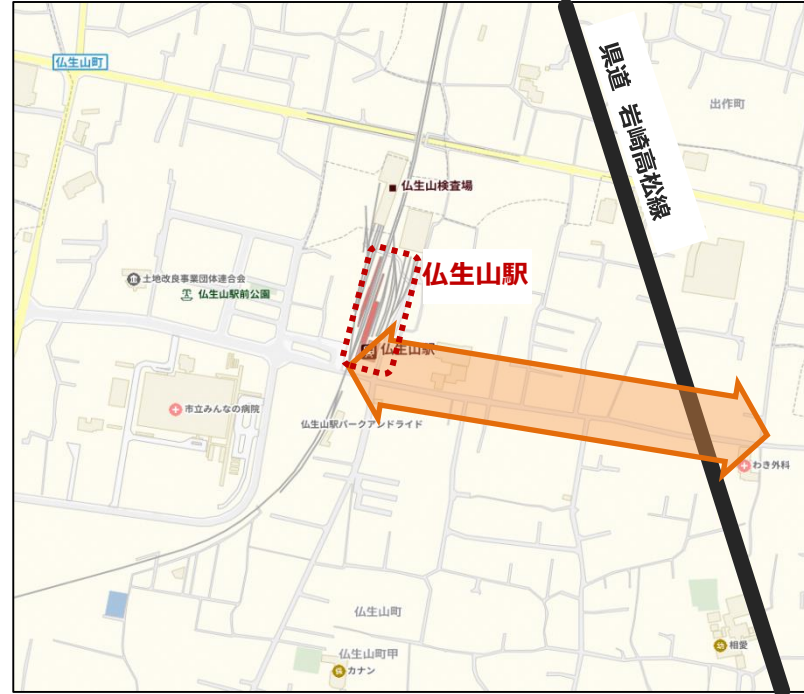 仏生山町
県道 岩崎高松線
出作町
仏生山検査場
仏生山駅
土地改良事業団体連合会
仏生山駅前公園
仏生山駅
市立みんなの病院
仏生山駅パークアンドライド
わき外科
仏生山町
相愛
仏生山町甲
カナン